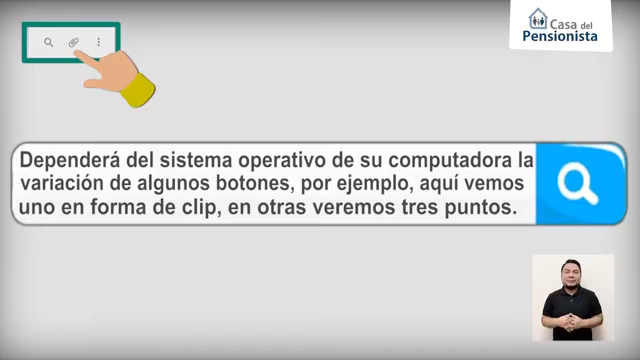 Casa del
Pensionista
Dependerá del sistema operativo de su computadora la
variación de algunos botones, por ejemplo, aquí vemos
uno en forma de clip, en otras veremos tres puntos.